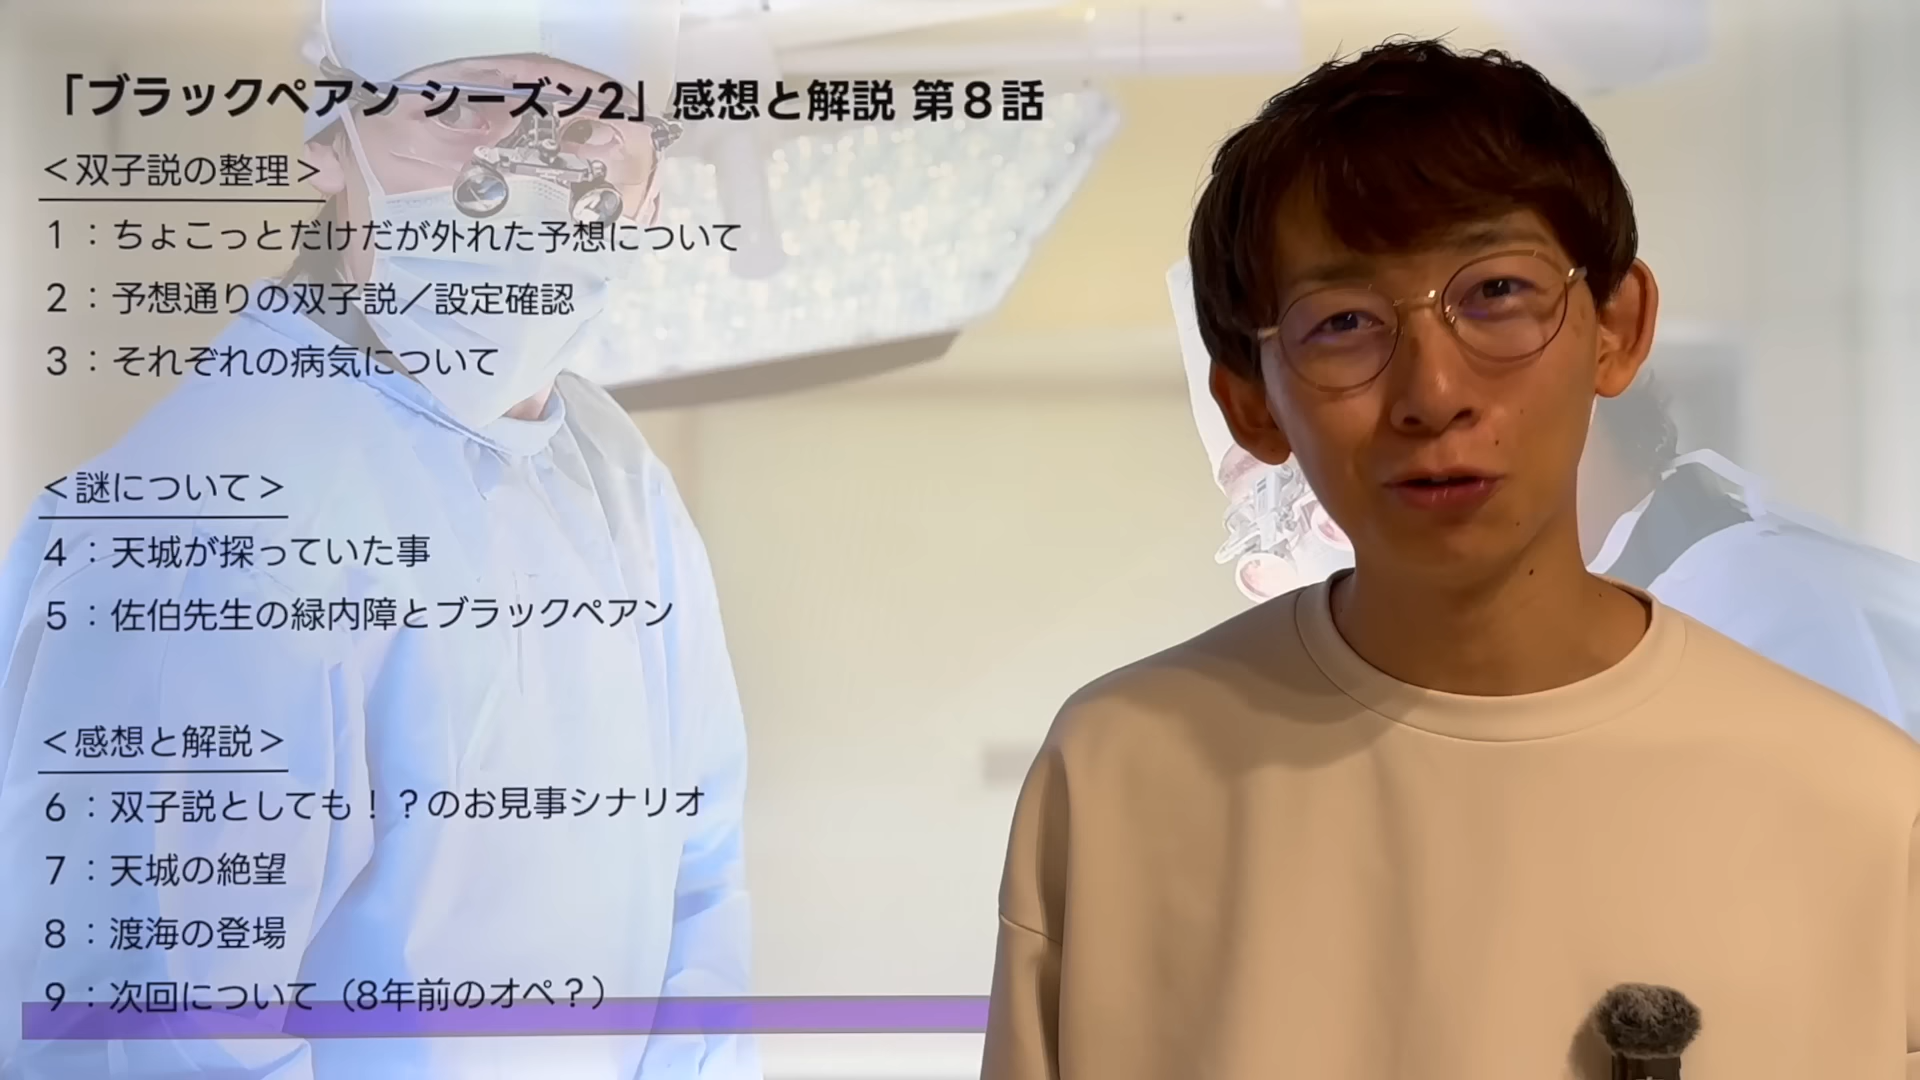 「ブラックペアン シーズン2」感想と解説 第８話
＜双子説の整理＞
1：ちょこっとだけだが外れた予想について
2：予想通りの双子説／設定確認
3：それぞれの病気について
＜謎について＞
4：天城が探っていた事
5：佐伯先生の緑内障とブラックペアン
＜感想と解説＞
6：双子説としても！？のお見事シナリオ
7：天城の絶望
8：渡海の登場
9：次回について（8年前のオペ？）